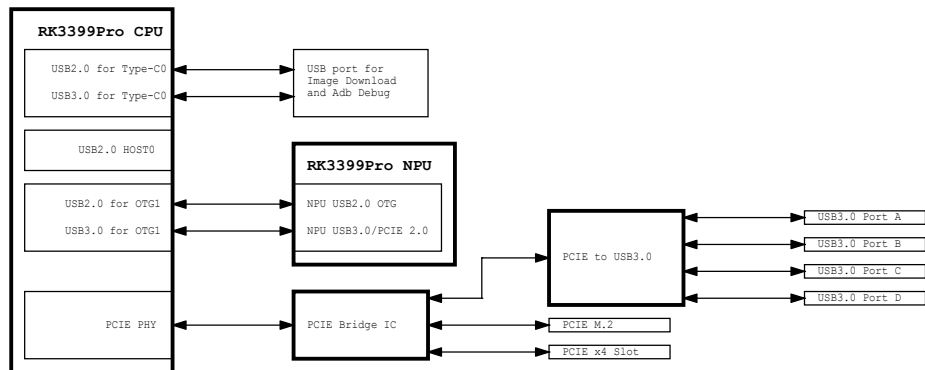 RK3399Pro CPU
USB2.0 for Type-C0
USB3.0 for Type-C0
USB port for
Image Download
and Adb Debug
USB2.0 HOST0
RK3399Pro NPU
USB2.0 for OTG1
USB3.0 for OTG1
NPU USB2.0 OTG
NPU USB3.0/PCIE 2.0
PCIE to USB3.0
USB3.0 Port A
USB3.0 Port B
USB3.0 Port C
USB3.0 Port D
PCIE PHY
PCIE Bridge IC
PCIE M.2
PCIE x4 Slot